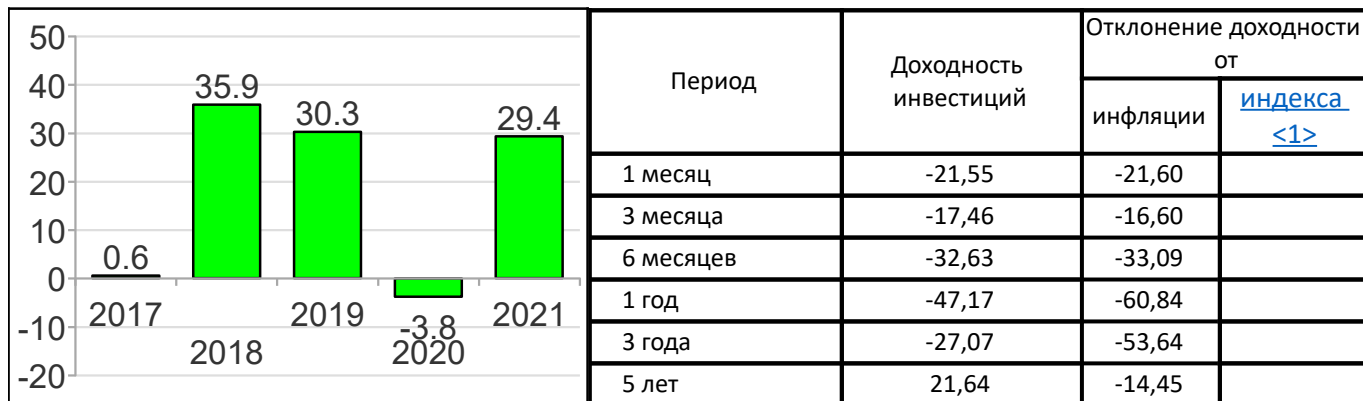 50
40
30
20
10
0
-10
-20
0.6
35.9
30.3
-3.8
29.4
2017
2018
2019
2020
2021
Период
Доходность
инвестиций
Отклонение доходности
от
инфляции
индекса
<1>
1 месяц -21,55 -21,60
3 месяца -17,46 -16,60
6 месяцев -32,63 -33,09
1 год -47,17 -60,84
3 года -27,07 -53,64
5 лет 21,64 -14,45